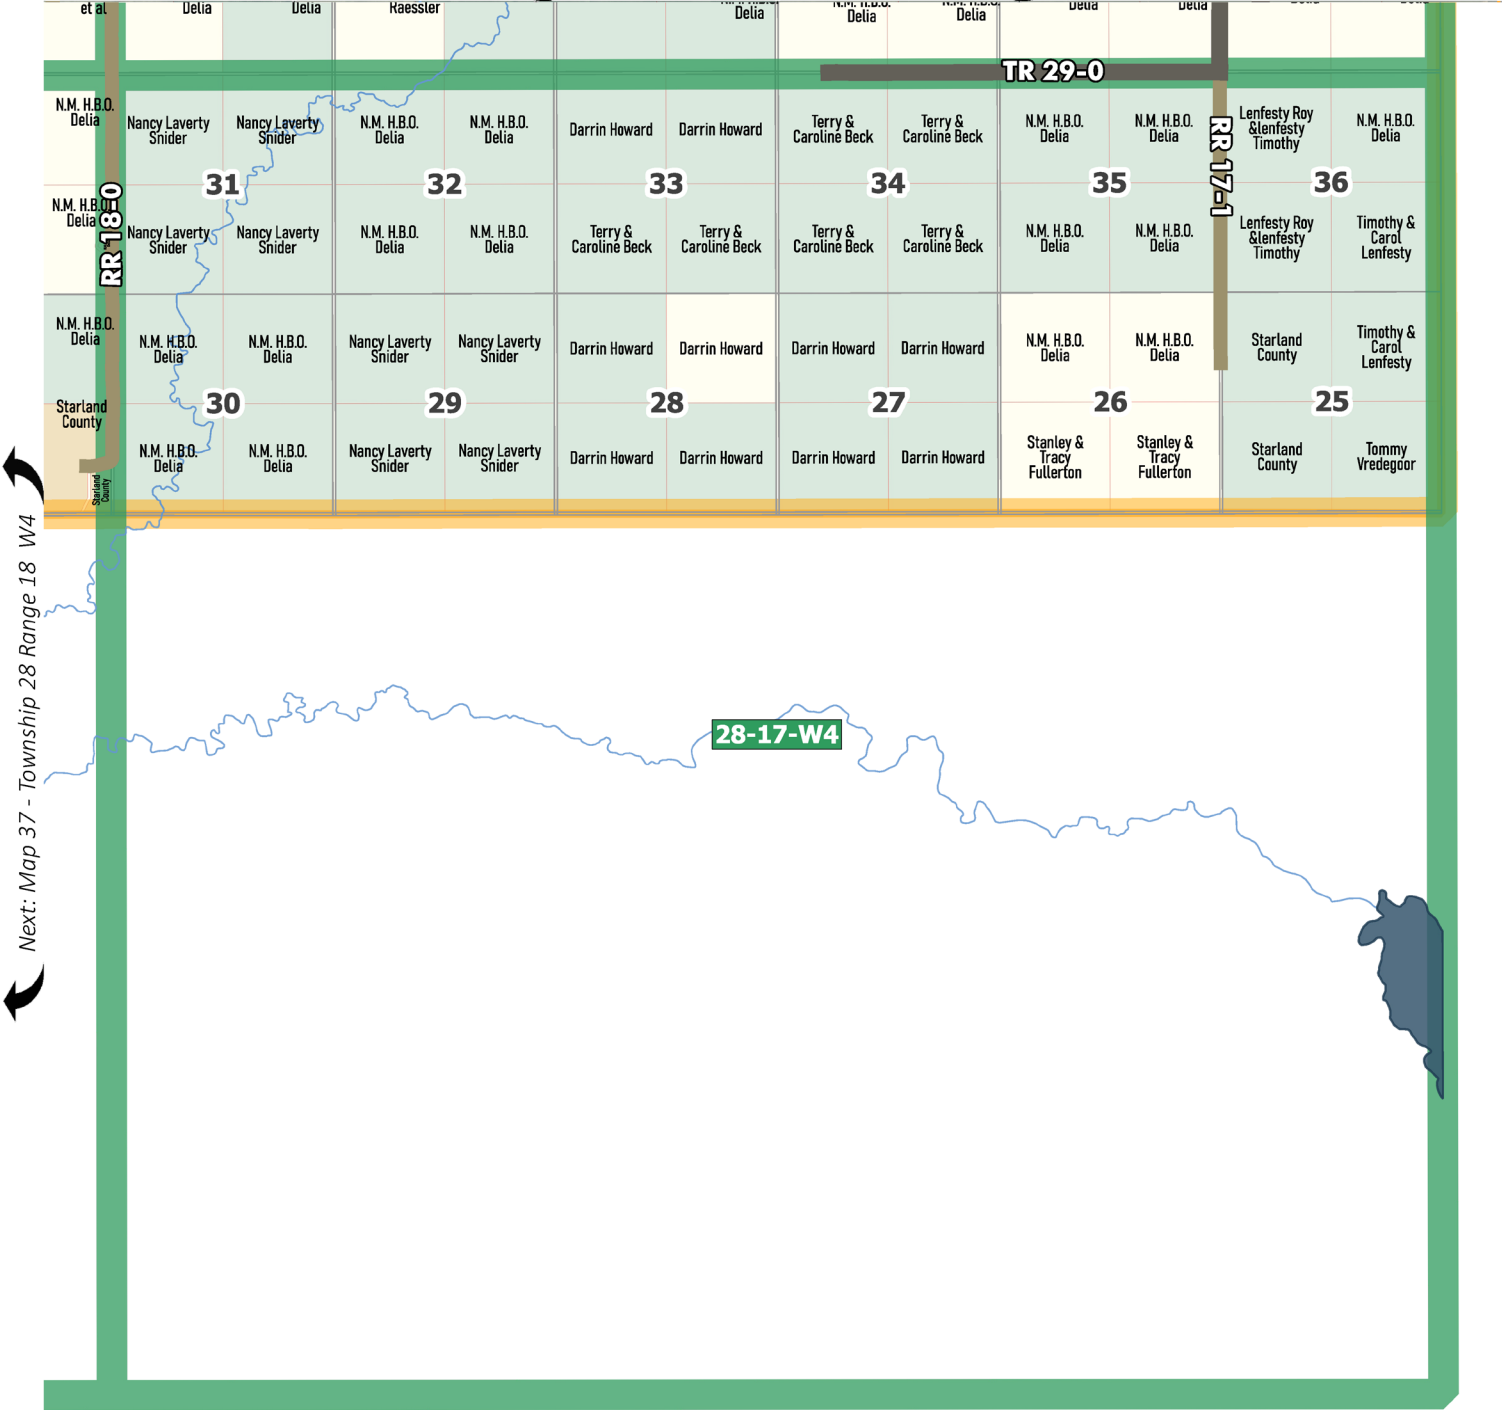 et al
Delia
Delia
Raessler
Delia
N.M. H.B.O.
Delia
N.M. H.B.O.
Delia
Delia
Delia
TR 29-0
N.M. H.B.O.
Delia
Nancy Laverty
Snider
Nancy Laverty
Snider
N.M. H.B.O.
Delia
N.M. H.B.O.
Delia
Darrin Howard
Darrin Howard
Terry &
Caroline Beck
Terry &
Caroline Beck
N.M. H.B.O.
Delia
N.M. H.B.O.
Delia
Lenfesty Roy
&lenfesty
Timothy
N.M. H.B.O.
Delia
RR 18-0
31
32
33
34
35
RR 17-1
36
N.M. H.B.O.
Delia
Nancy Laverty
Snider
Nancy Laverty
Snider
N.M. H.B.O.
Delia
N.M. H.B.O.
Delia
Terry &
Caroline Beck
Terry &
Caroline Beck
Terry &
Caroline Beck
Terry &
Caroline Beck
N.M. H.B.O.
Delia
N.M. H.B.O.
Delia
Lenfesty Roy
&lenfesty
Timothy
Timothy &
Carol
Lenfesty
N.M. H.B.O.
Delia
N.M. H.B.O.
Delia
N.M. H.B.O.
Delia
Nancy Laverty
Snider
Nancy Laverty
Snider
Darrin Howard
Darrin Howard
Darrin Howard
Darrin Howard
N.M. H.B.O.
Delia
N.M. H.B.O.
Delia
Starland
County
Timothy &
Carol
Lenfesty
30
29
28
27
26
25
Starland
County
N.M. H.B.O.
Delia
N.M. H.B.O.
Delia
Nancy Laverty
Snider
Nancy Laverty
Snider
Darrin Howard
Darrin Howard
Darrin Howard
Darrin Howard
Stanley &
Tracy
Fullerton
Stanley &
Tracy
Fullerton
Starland
County
Tommy
Vredegoor
Starland
County
Next: Map 37 - Township 28 Range 18 W4
28-17-W4